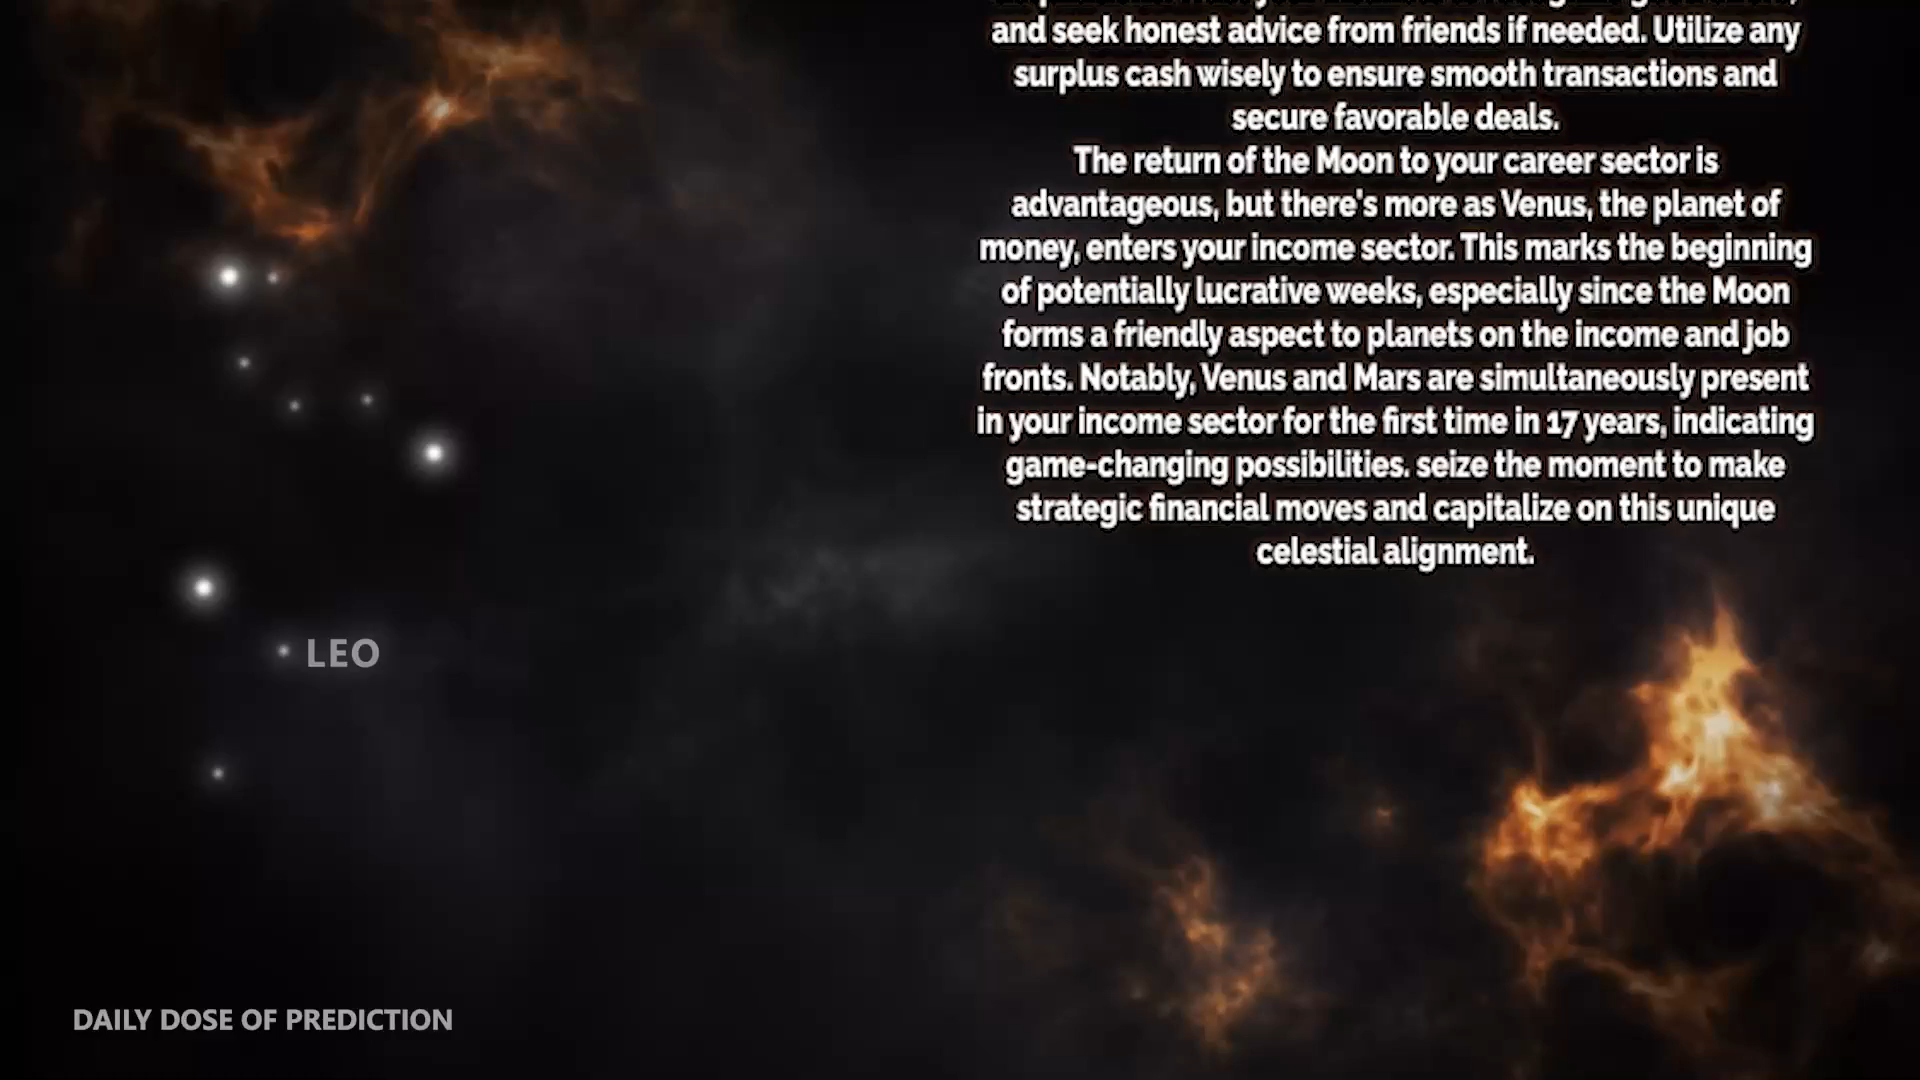 and seek honest advice from friends if needed. Utilize any
surplus cash wisely to ensure smooth transactions and
secure favorable deals.
The return of the Moon to your career sector is
advantageous, but there's more as Venus, the planet of
money, enters your income sector. This marks the beginning
of potentially lucrative weeks, especially since the Moon
forms a friendly aspect to planets on the income and job
fronts. Notably, Venus and Mars are simultaneously present
in your income sector for the first time in 17 years, indicating
game-changing possibilities. seize the moment to make
strategic financial moves and capitalize on this unique
celestial alignment.
LEO
DAILY DOSE OF PREDICTION